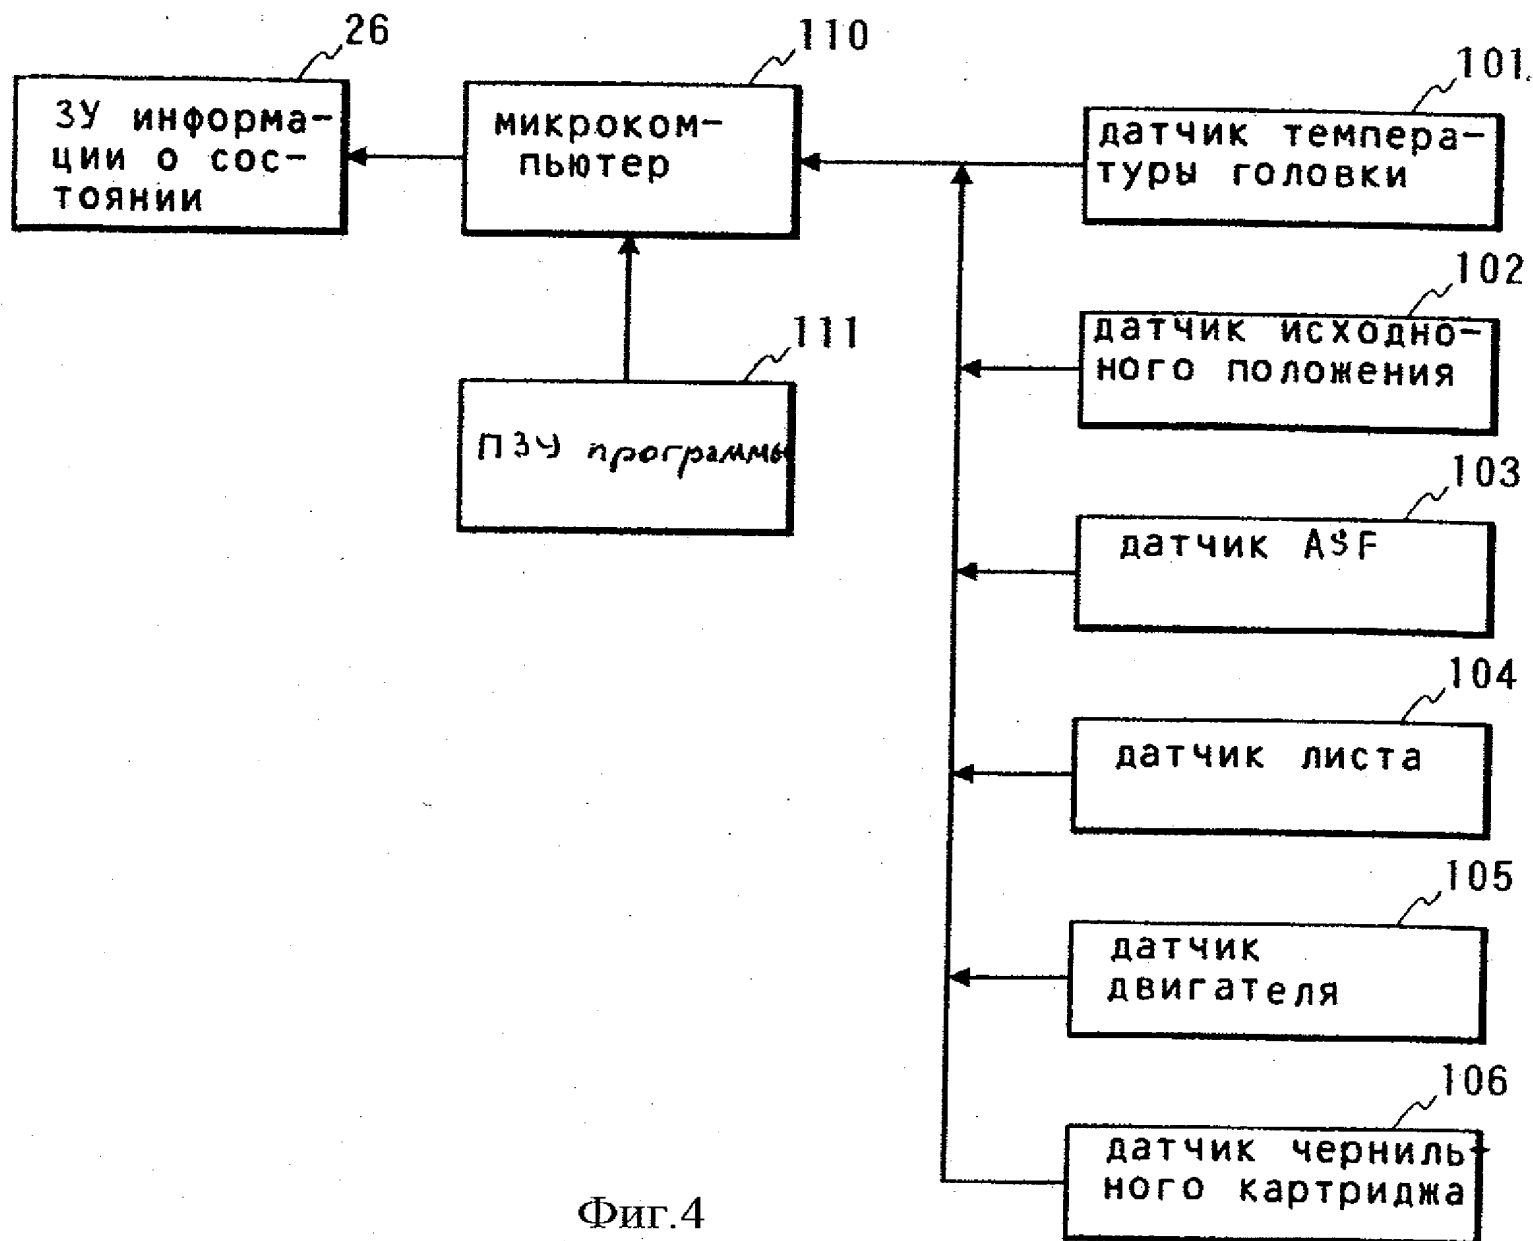 26
ЗУ информа-
ции о сос-
тоянии
110
микроком-
пьютер
101
датчик темпера-
туры головки
102
датчик исходно-
ного положения
111
ПЗУ программы
103
датчик ASF
104
датчик листа
105
датчик
двигателя
106
датчик черниль-
ного картриджа
Фиг.4